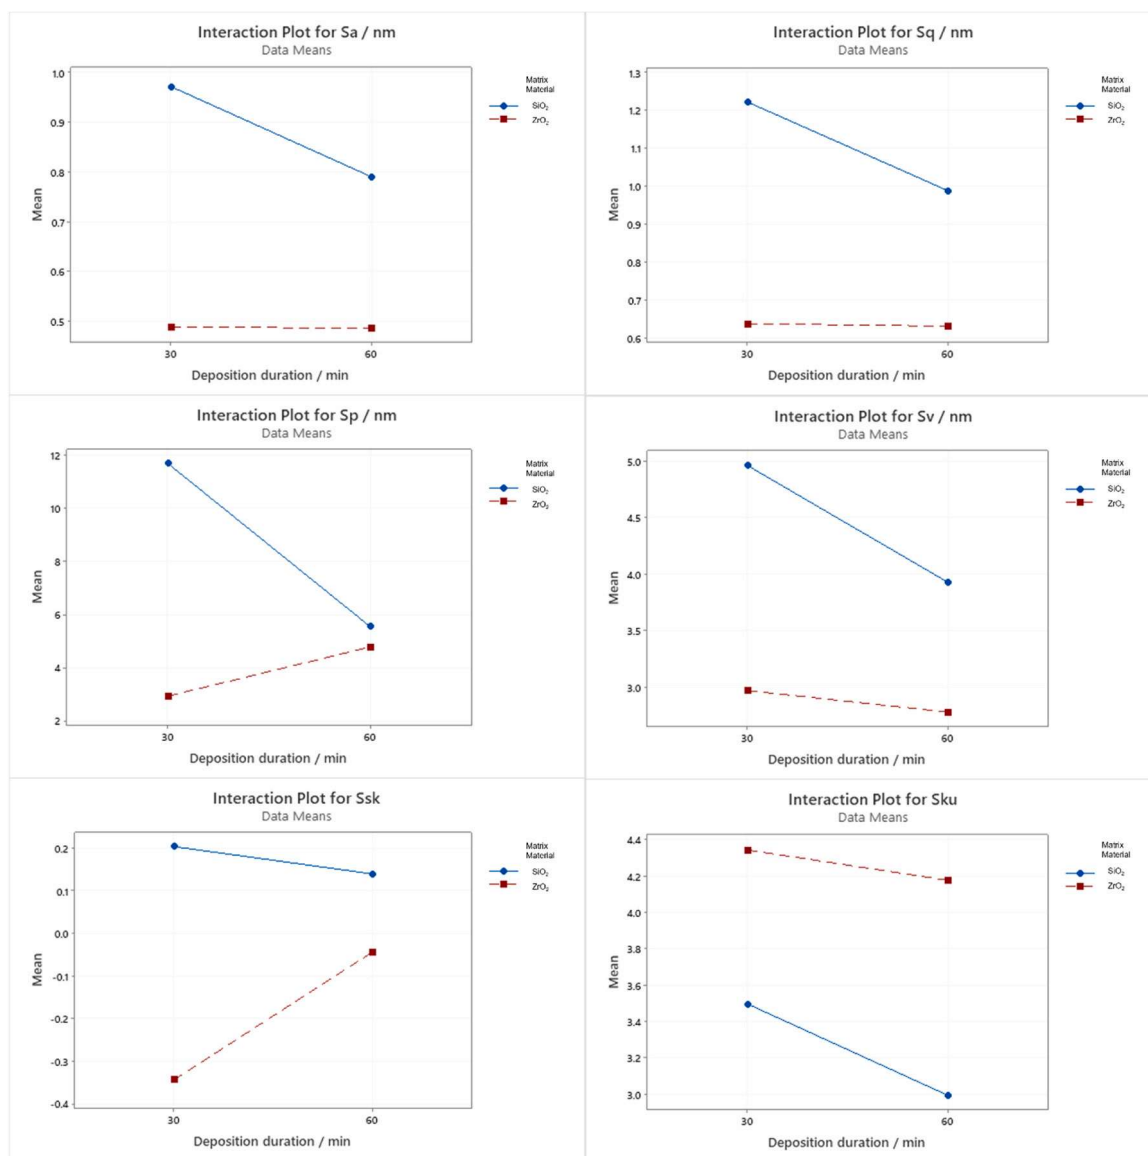 Interaction Plot for Sa / nm
Data Means
Mean
1.0
0.9
0.8
0.7
0.6
0.5
30
60
Deposition duration / min
Matrix
Material
SiO₂
ZrO₂
Interaction Plot for Sq / nm
Data Means
Mean
1.3
1.2
1.1
1.0
0.9
0.8
0.7
0.6
30
60
Deposition duration / min
Matrix
Material
SiO₂
ZrO₂
Interaction Plot for Sp / nm
Data Means
Mean
12
10
8
6
4
2
30
60
Deposition duration / min
Matrix
Material
SiO₂
ZrO₂
Interaction Plot for Sv / nm
Data Means
Mean
5.0
4.5
4.0
3.5
3.0
30
60
Deposition duration / min
Matrix
Material
SiO₂
ZrO₂
Interaction Plot for Ssk
Data Means
Mean
0.2
0.1
0.0
-0.1
-0.2
-0.3
-0.4
30
60
Deposition duration / min
Matrix
Material
SiO₂
ZrO₂
Interaction Plot for Sku
Data Means
Mean
4.4
4.2
4.0
3.8
3.6
3.4
3.2
3.0
30
60
Deposition duration / min
Matrix
Material
SiO₂
ZrO₂